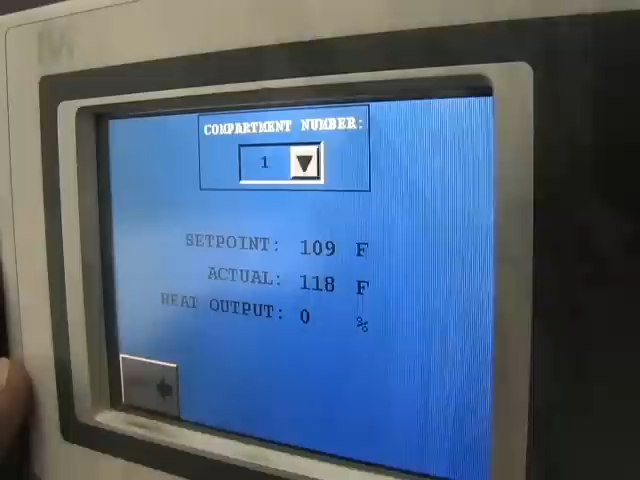 COMPARTMENT NUMBER:
1
SETPOINT: 109 F
ACTUAL: 118 F
HEAT OUTPUT: 0 %